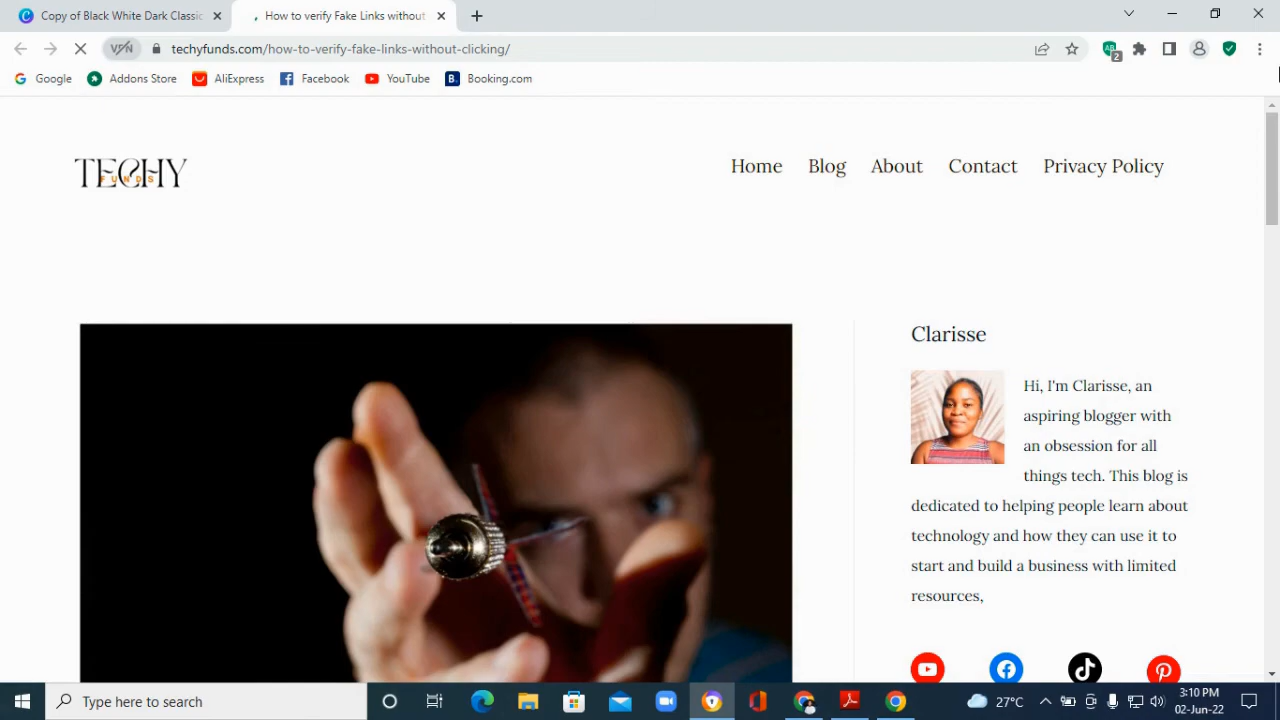 Copy of Black White Dark Classic
How to verify Fake Links without
VPN
techyfunds.com/how-to-verify-fake-links-without-clicking/
2
Google
Addons Store
AliExpress
Facebook
YouTube
B.
Booking.com
TECHY
FUNDS
Home
Blog
About
Contact
Privacy Policy
Clarisse
Hi, I'm Clarisse, an
aspiring blogger with
an obsession for all
things tech. This blog is
dedicated to helping people learn about
technology and how they can use it to
start and build a business with limited
resources,
Type here to search
27°C
3:10 PM
02-Jun-22